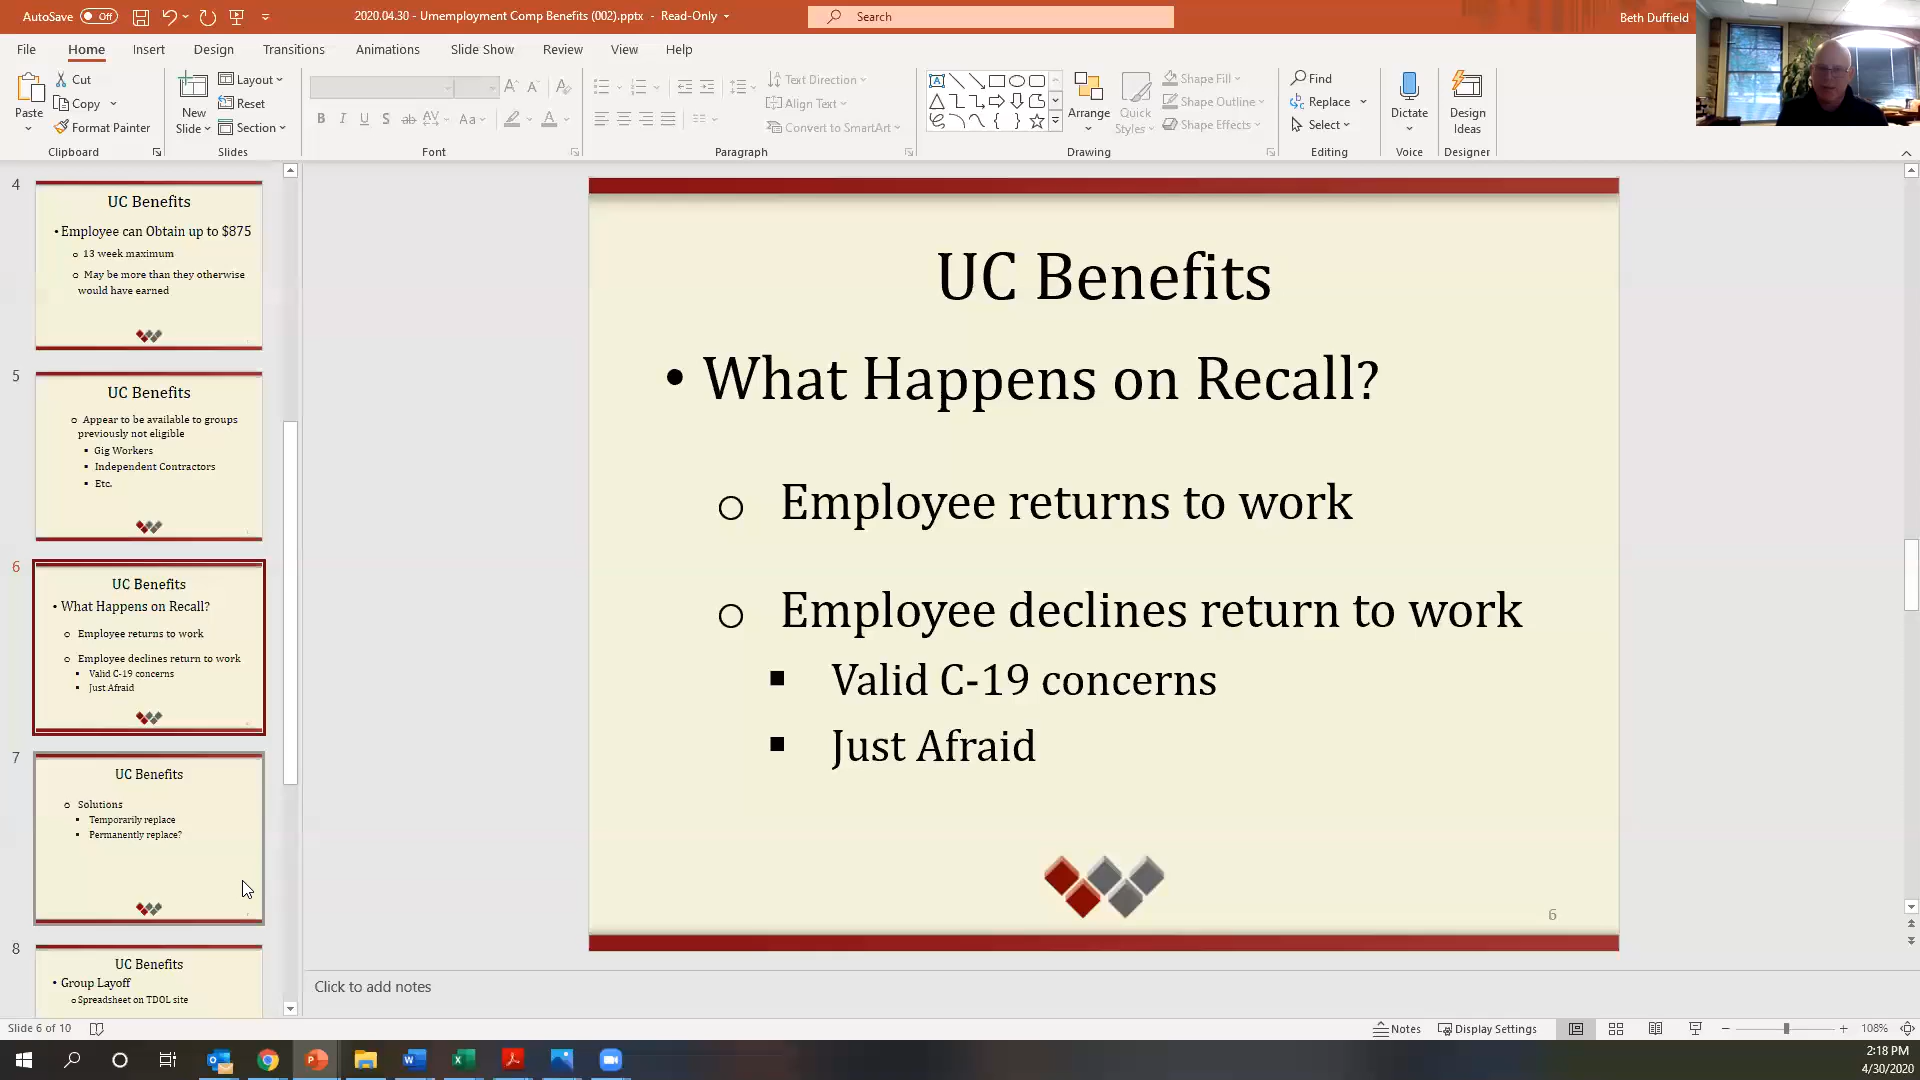 AutoSave Off
2020.04.30 - Umemployment Comp Benefits (002).pptx - Read-Only
Search
Beth Duffield
File Home Insert Design Transitions Animations Slide Show Review View Help
Paste
Cut
Copy
Format Painter
Clipboard
New Slide
Layout
Reset
Section
Slides
B I U S ab AV Aa A
Font
Text Direction
Align Text
Convert to SmartArt
Paragraph
Arrange
Quick Styles
Shape Fill
Shape Outline
Shape Effects
Drawing
Find
Replace
Select
Editing
Dictate
Voice
Design Ideas
Designer
4
UC Benefits
• Employee can Obtain up to $875
o 13 week maximum
o May be more than they otherwise
would have earned
5
UC Benefits
o Appear to be available to groups
previously not eligible
▪ Gig Workers
▪ Independent Contractors
▪ Etc.
6
UC Benefits
• What Happens on Recall?
o Employee returns to work
o Employee declines return to work
▪ Valid C-19 concerns
▪ Just Afraid
7
UC Benefits
o Solutions
▪ Temporarily replace
▪ Permanently replace?
8
UC Benefits
• Group Layoff
o Spreadsheet on TDOL site
UC Benefits
• What Happens on Recall?
o Employee returns to work
o Employee declines return to work
▪ Valid C-19 concerns
▪ Just Afraid
6
Click to add notes
Slide 6 of 10
Notes
Display Settings
108%
2:18 PM
4/30/2020